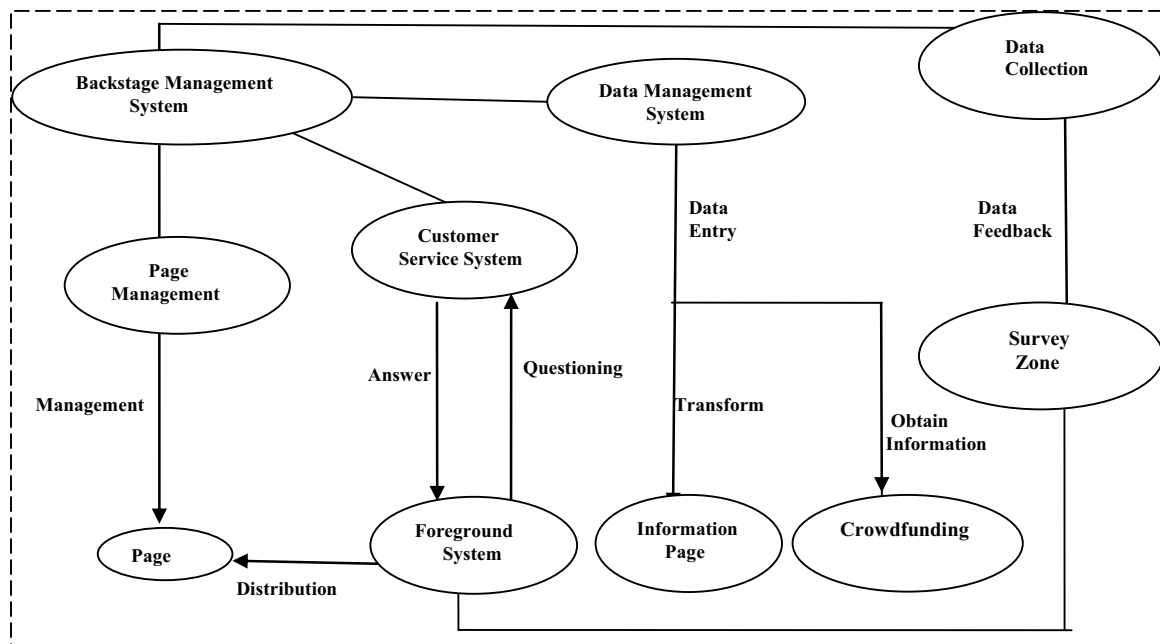 Backstage Management
System
Data Management
System
Data
Collection
Customer
Service System
Data
Entry
Data
Feedback
Page
Management
Survey
Zone
Answer
Questioning
Management
Transform
Obtain
Information
Foreground
System
Information
Page
Crowdfunding
Page
Distribution